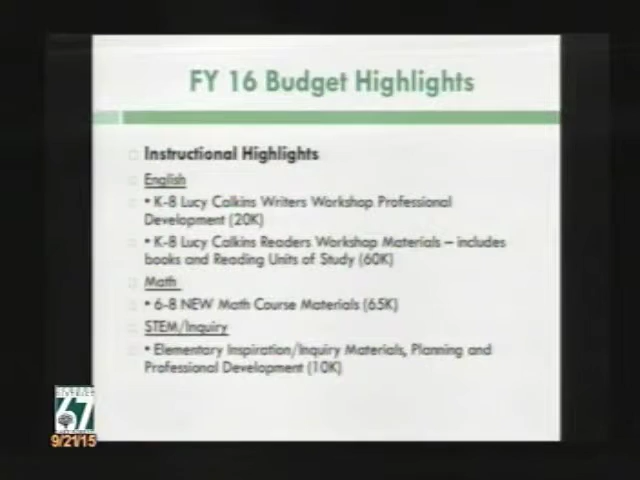 FY 16 Budget Highlights
Instructional Highlights
English
• K-8 Lucy Calkins Writers Workshop Professional
Development (20K)
• K-8 Lucy Calkins Readers Workshop Materials – includes
books and Reading Units of Study (60K)
Math
• 6-8 NEW Math Course Materials (65K)
STEM/Inquiry
• Elementary Inspiration/Inquiry Materials, Planning and
Professional Development (10K)
67
9/21/15